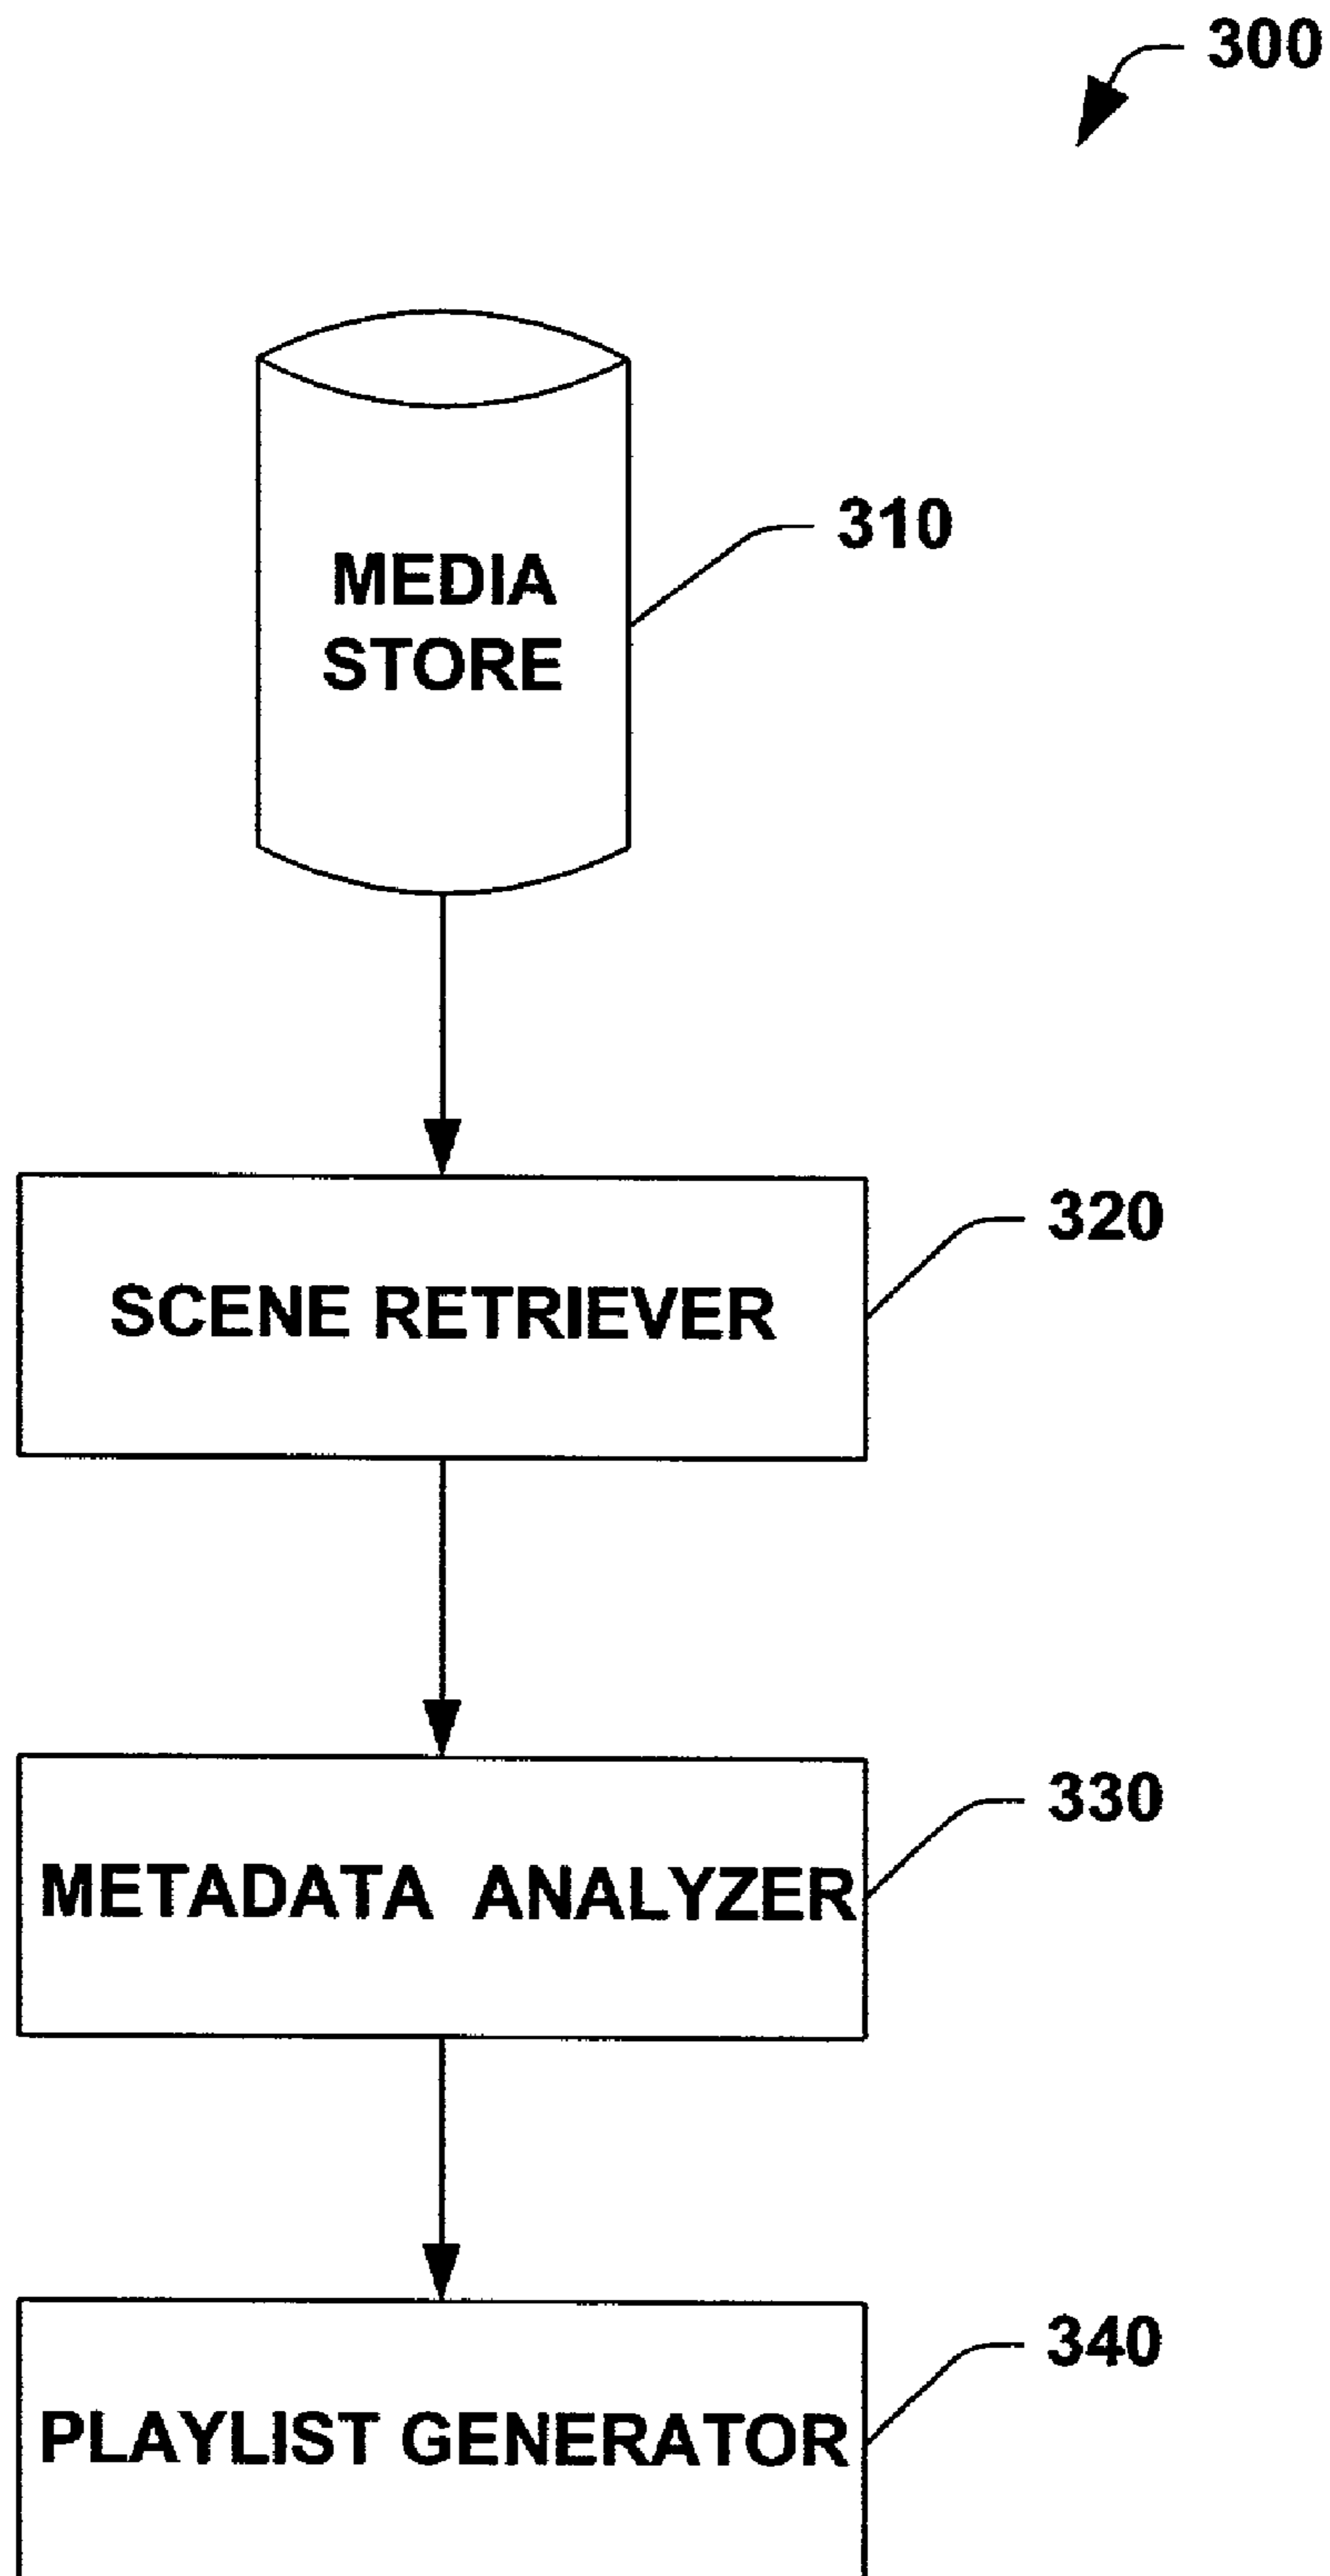 300
MEDIA
STORE
310
SCENE RETRIEVER
320
METADATA ANALYZER
330
PLAYLIST GENERATOR
340